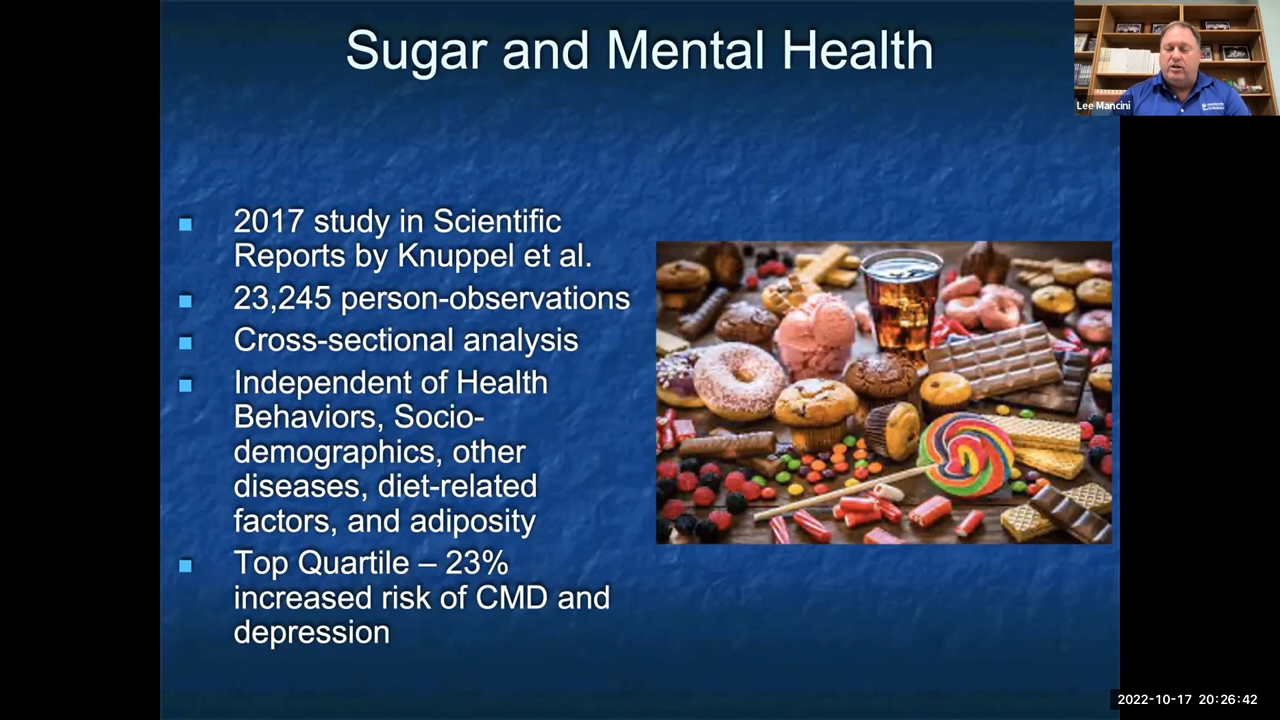 Sugar and Mental Health
Lee Mancini
2017 study in Scientific
Reports by Knuppel et al.
23,245 person-observations
Cross-sectional analysis
Independent of Health
Behaviors, Socio-
demographics, other
diseases, diet-related
factors, and adiposity
Top Quartile – 23%
increased risk of CMD and
depression
2022-10-17 20:26:42